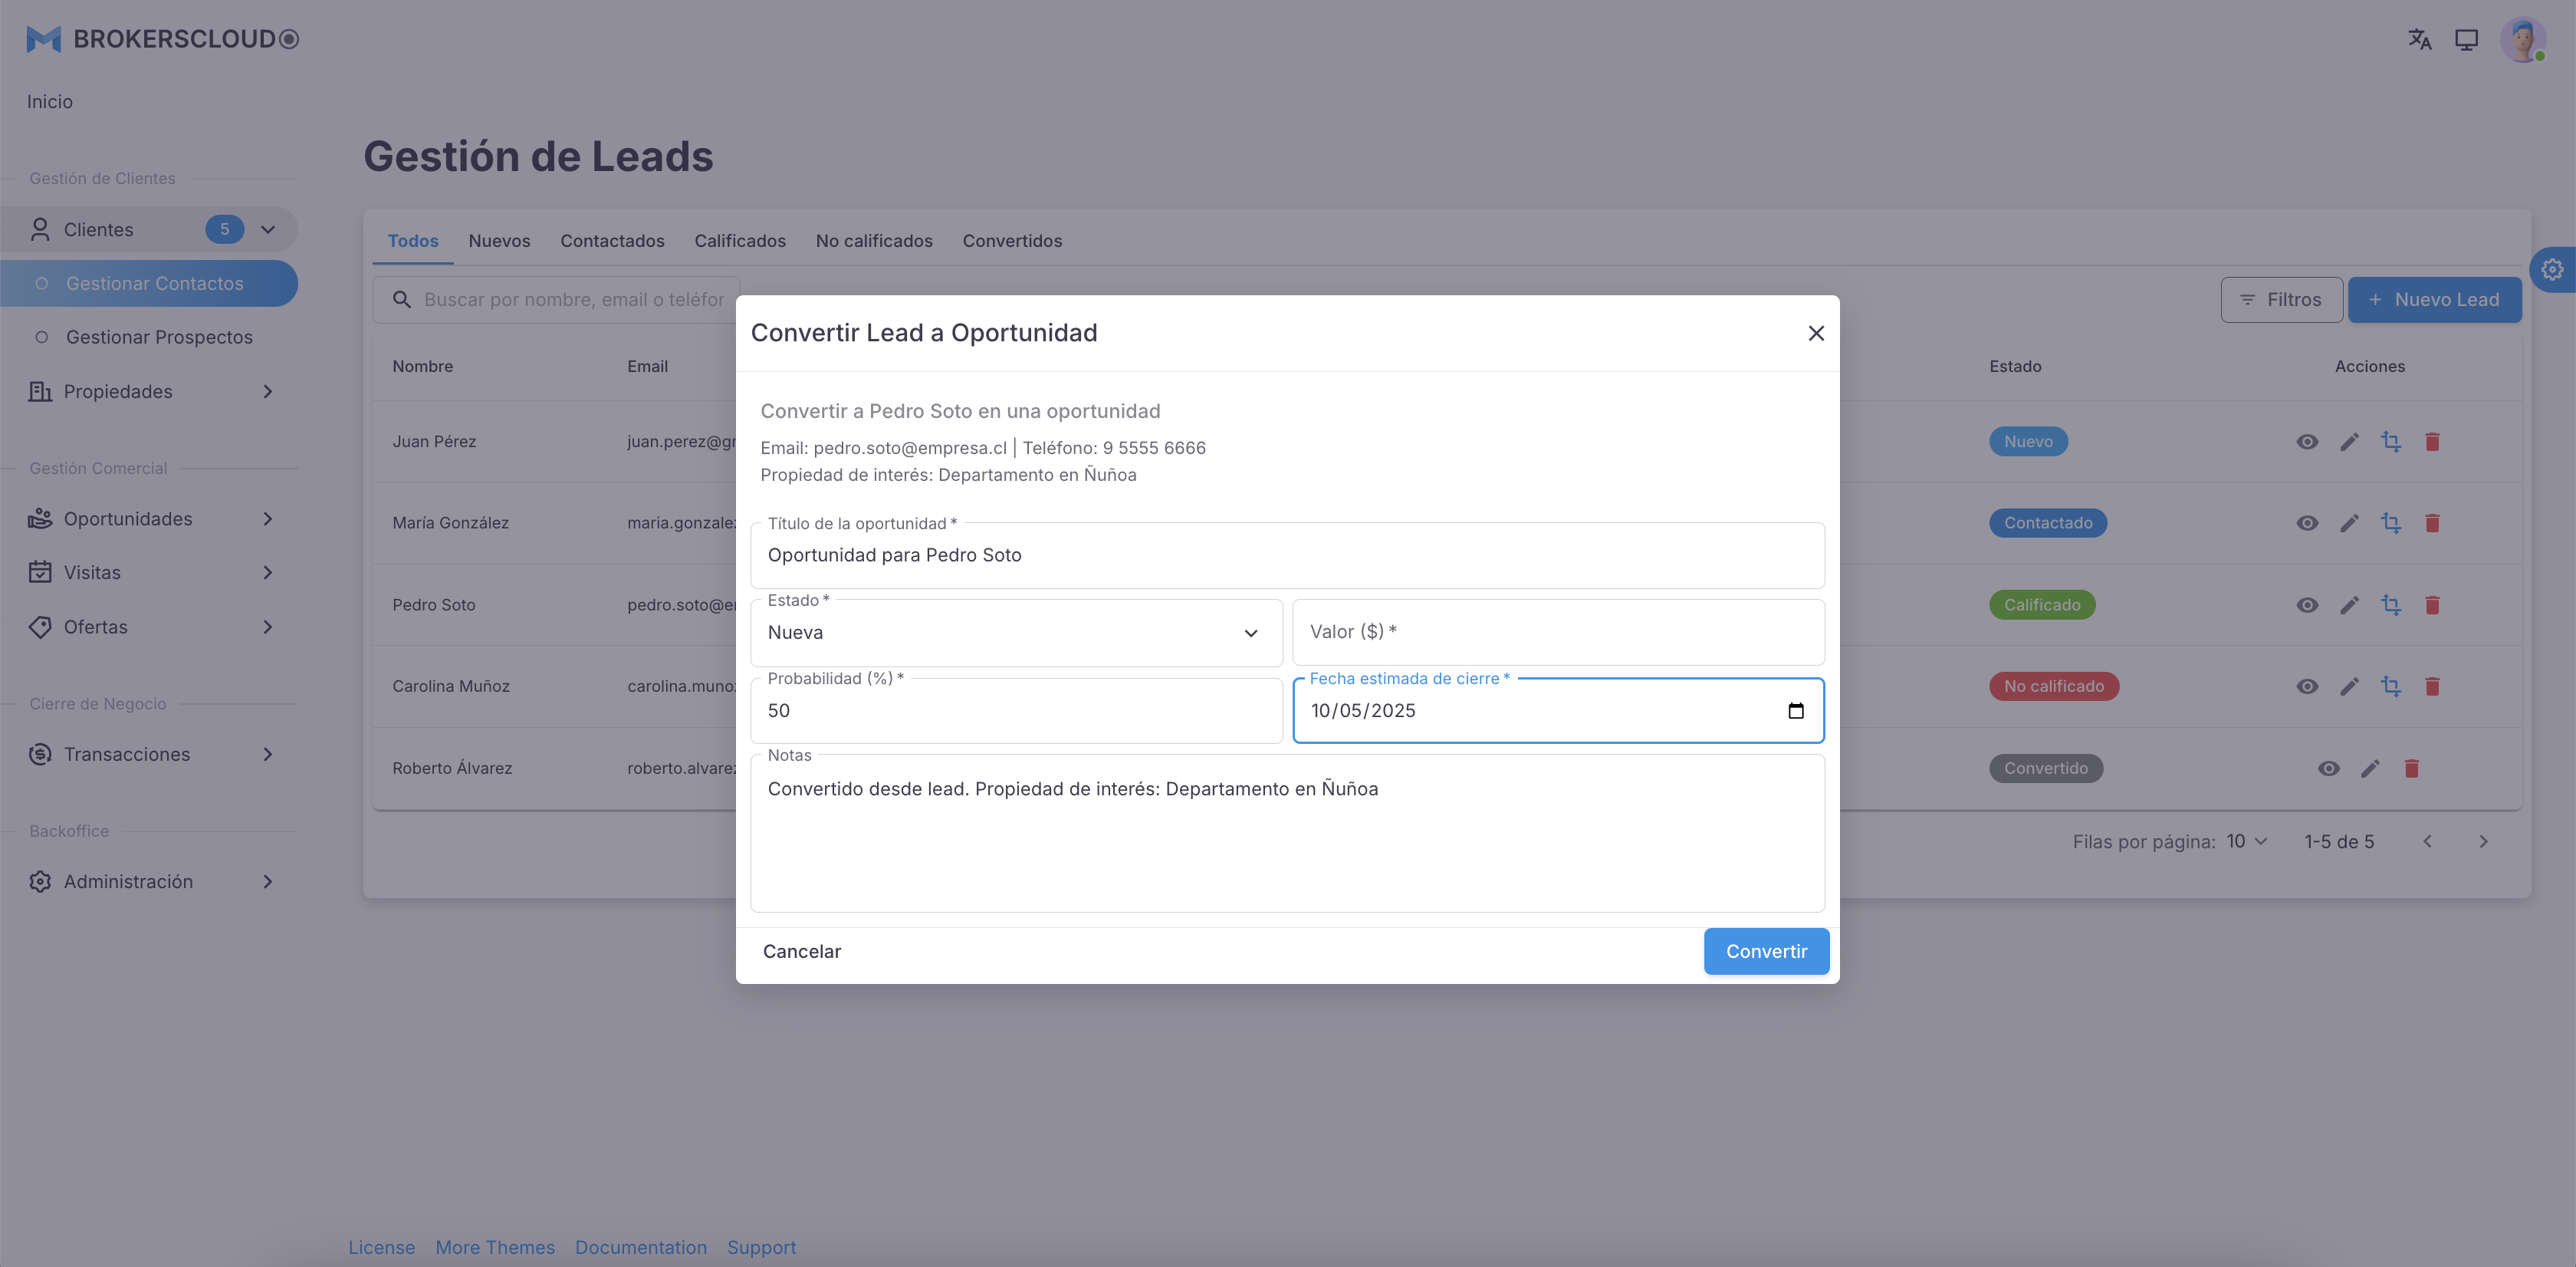 BROKERSCLOUD
Inicio
Gestión de Clientes
Clientes 5
Gestionar Contactos
Gestionar Prospectos
Propiedades
Gestión Comercial
Oportunidades
Visitas
Ofertas
Cierre de Negocio
Transacciones
Backoffice
Administración
Gestión de Leads
Todos Nuevos Contactados Calificados No calificados Convertidos
Buscar por nombre, email o teléfor
Filtros
+ Nuevo Lead
Nombre Email Estado Acciones
Juan Pérez juan.perez@gr Nuevo
María González maria.gonzale Contactado
Pedro Soto pedro.soto@e Calificado
Carolina Muñoz carolina.muno No calificado
Roberto Álvarez roberto.alvare Convertido
Filas por página: 10 1-5 de 5
Convertir Lead a Oportunidad
Convertir a Pedro Soto en una oportunidad
Email: pedro.soto@empresa.cl | Teléfono: 9 5555 6666
Propiedad de interés: Departamento en Ñuñoa
Título de la oportunidad *
Oportunidad para Pedro Soto
Estado *
Nueva
Valor ($) *
Probabilidad (%) *
50
Fecha estimada de cierre *
10/05/2025
Notas
Convertido desde lead. Propiedad de interés: Departamento en Ñuñoa
Cancelar
Convertir
License More Themes Documentation Support